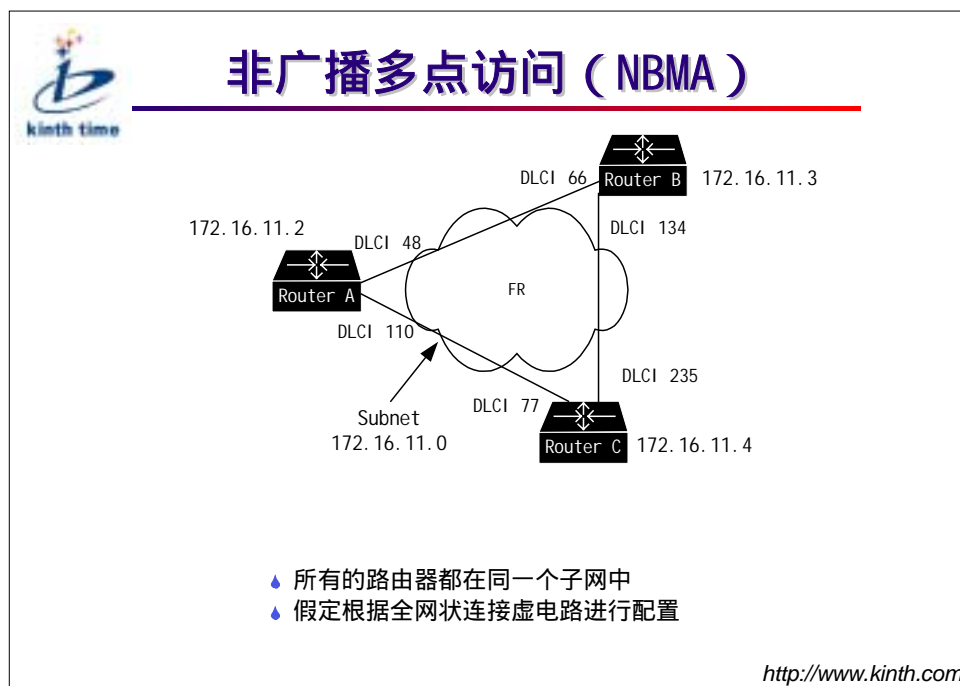 非广播多点访问（NBMA）
kinth time
DLCI 66
Router B
172.16.11.3
172.16.11.2
DLCI 48
DLCI 134
Router A
FR
DLCI 110
DLCI 235
DLCI 77
Subnet
172.16.11.0
Router C
172.16.11.4
所有的路由器都在同一个子网中
假定根据全网状连接虚电路进行配置
http://www.kinth.com